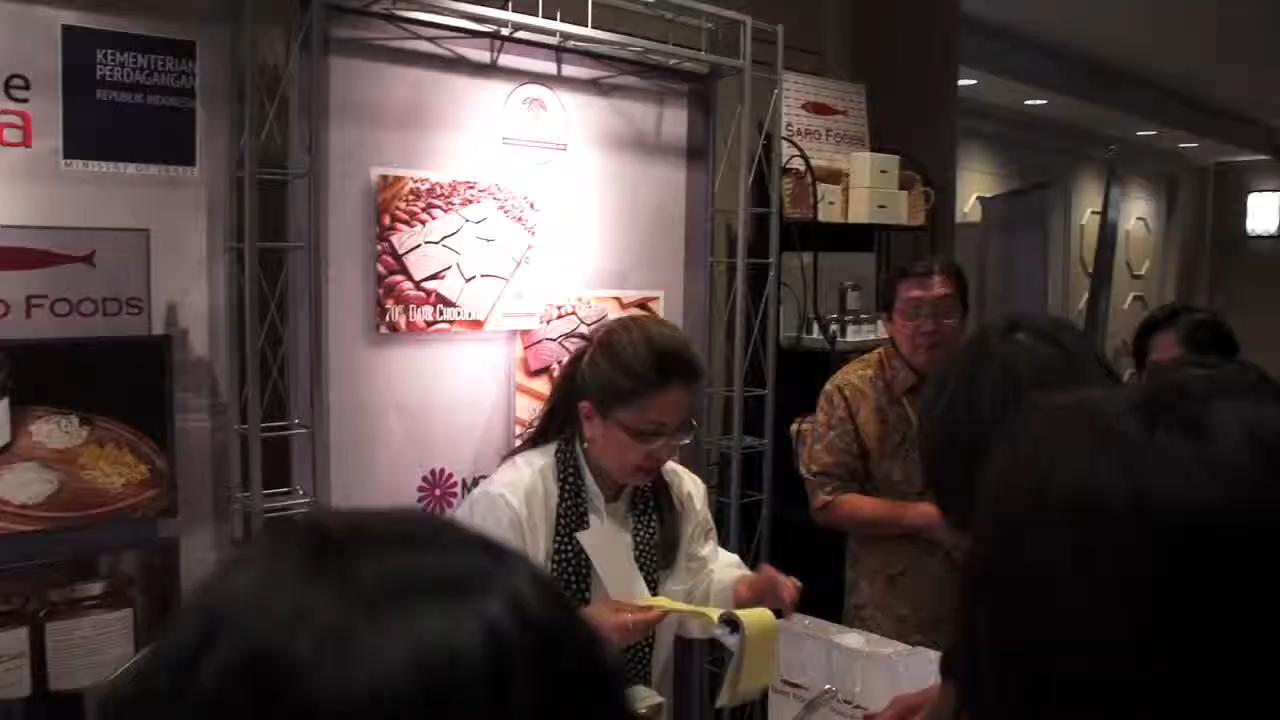 e
a
KEMENTERIAN
PERDAGANGAN
REPUBLIK INDONESIA
MINISTRY OF TRADE
SARO FOODS
O FOODS
70% DARK CHOCOLATE